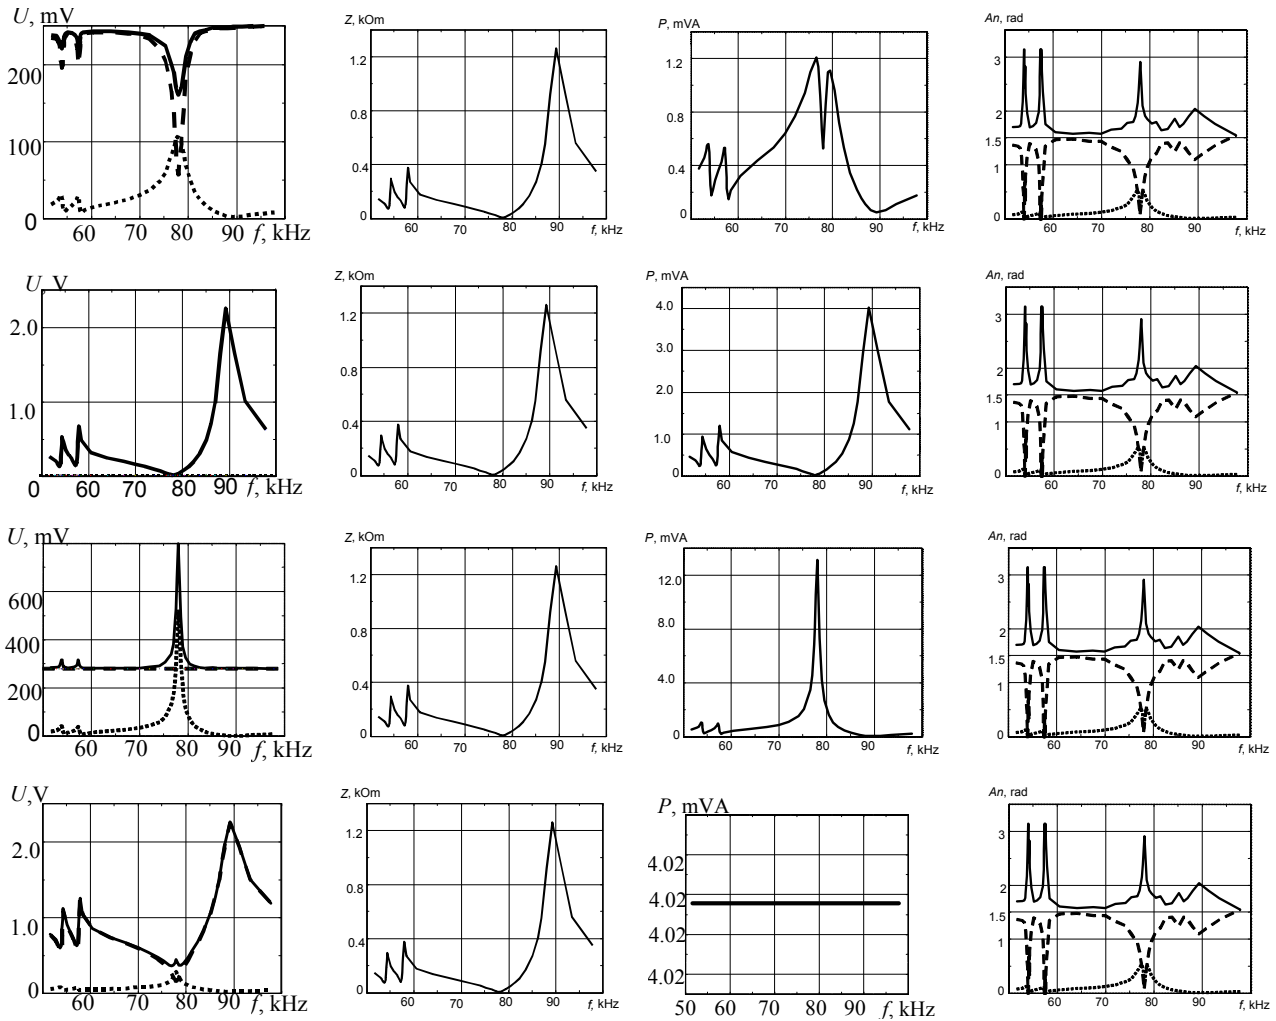 U, mV
200
100
0
60 70 80 90 f, kHz
Z, kOm
1.2
0.8
0.4
0
60 70 80 90
f, kHz
P, mVA
1.2
0.8
0.4
0
60 70 80 90
f, kHz
An, rad
3
2
1.5
1
0
60 70 80 90
f, kHz
U, V
2.0
1.0
0 60 70 80 90 f, kHz
Z, kOm
1.2
0.8
0.4
0
60 70 80 90
f, kHz
P, mVA
4.0
3.0
2.0
1.0
0
60 70 80 90
f, kHz
An, rad
3
2
1.5
1
0
60 70 80 90
f, kHz
U, mV
600
400
300
200
0
60 70 80 90 f, kHz
Z, kOm
1.2
0.8
0.4
0
60 70 80 90
f, kHz
P, mVA
12.0
8.0
4.0
0
60 70 80 90
f, kHz
An, rad
3
2
1.5
1
0
60 70 80 90
f, kHz
U,V
2.0
1.0
0
60 70 80 90 f, kHz
Z, kOm
1.2
0.8
0.4
0
60 70 80 90
f, kHz
P, mVA
4.02
4.02
4.02
4.02
50 60 70 80 90 f, kHz
An, rad
3
2
1.5
1
0
60 70 80 90
f, kHz